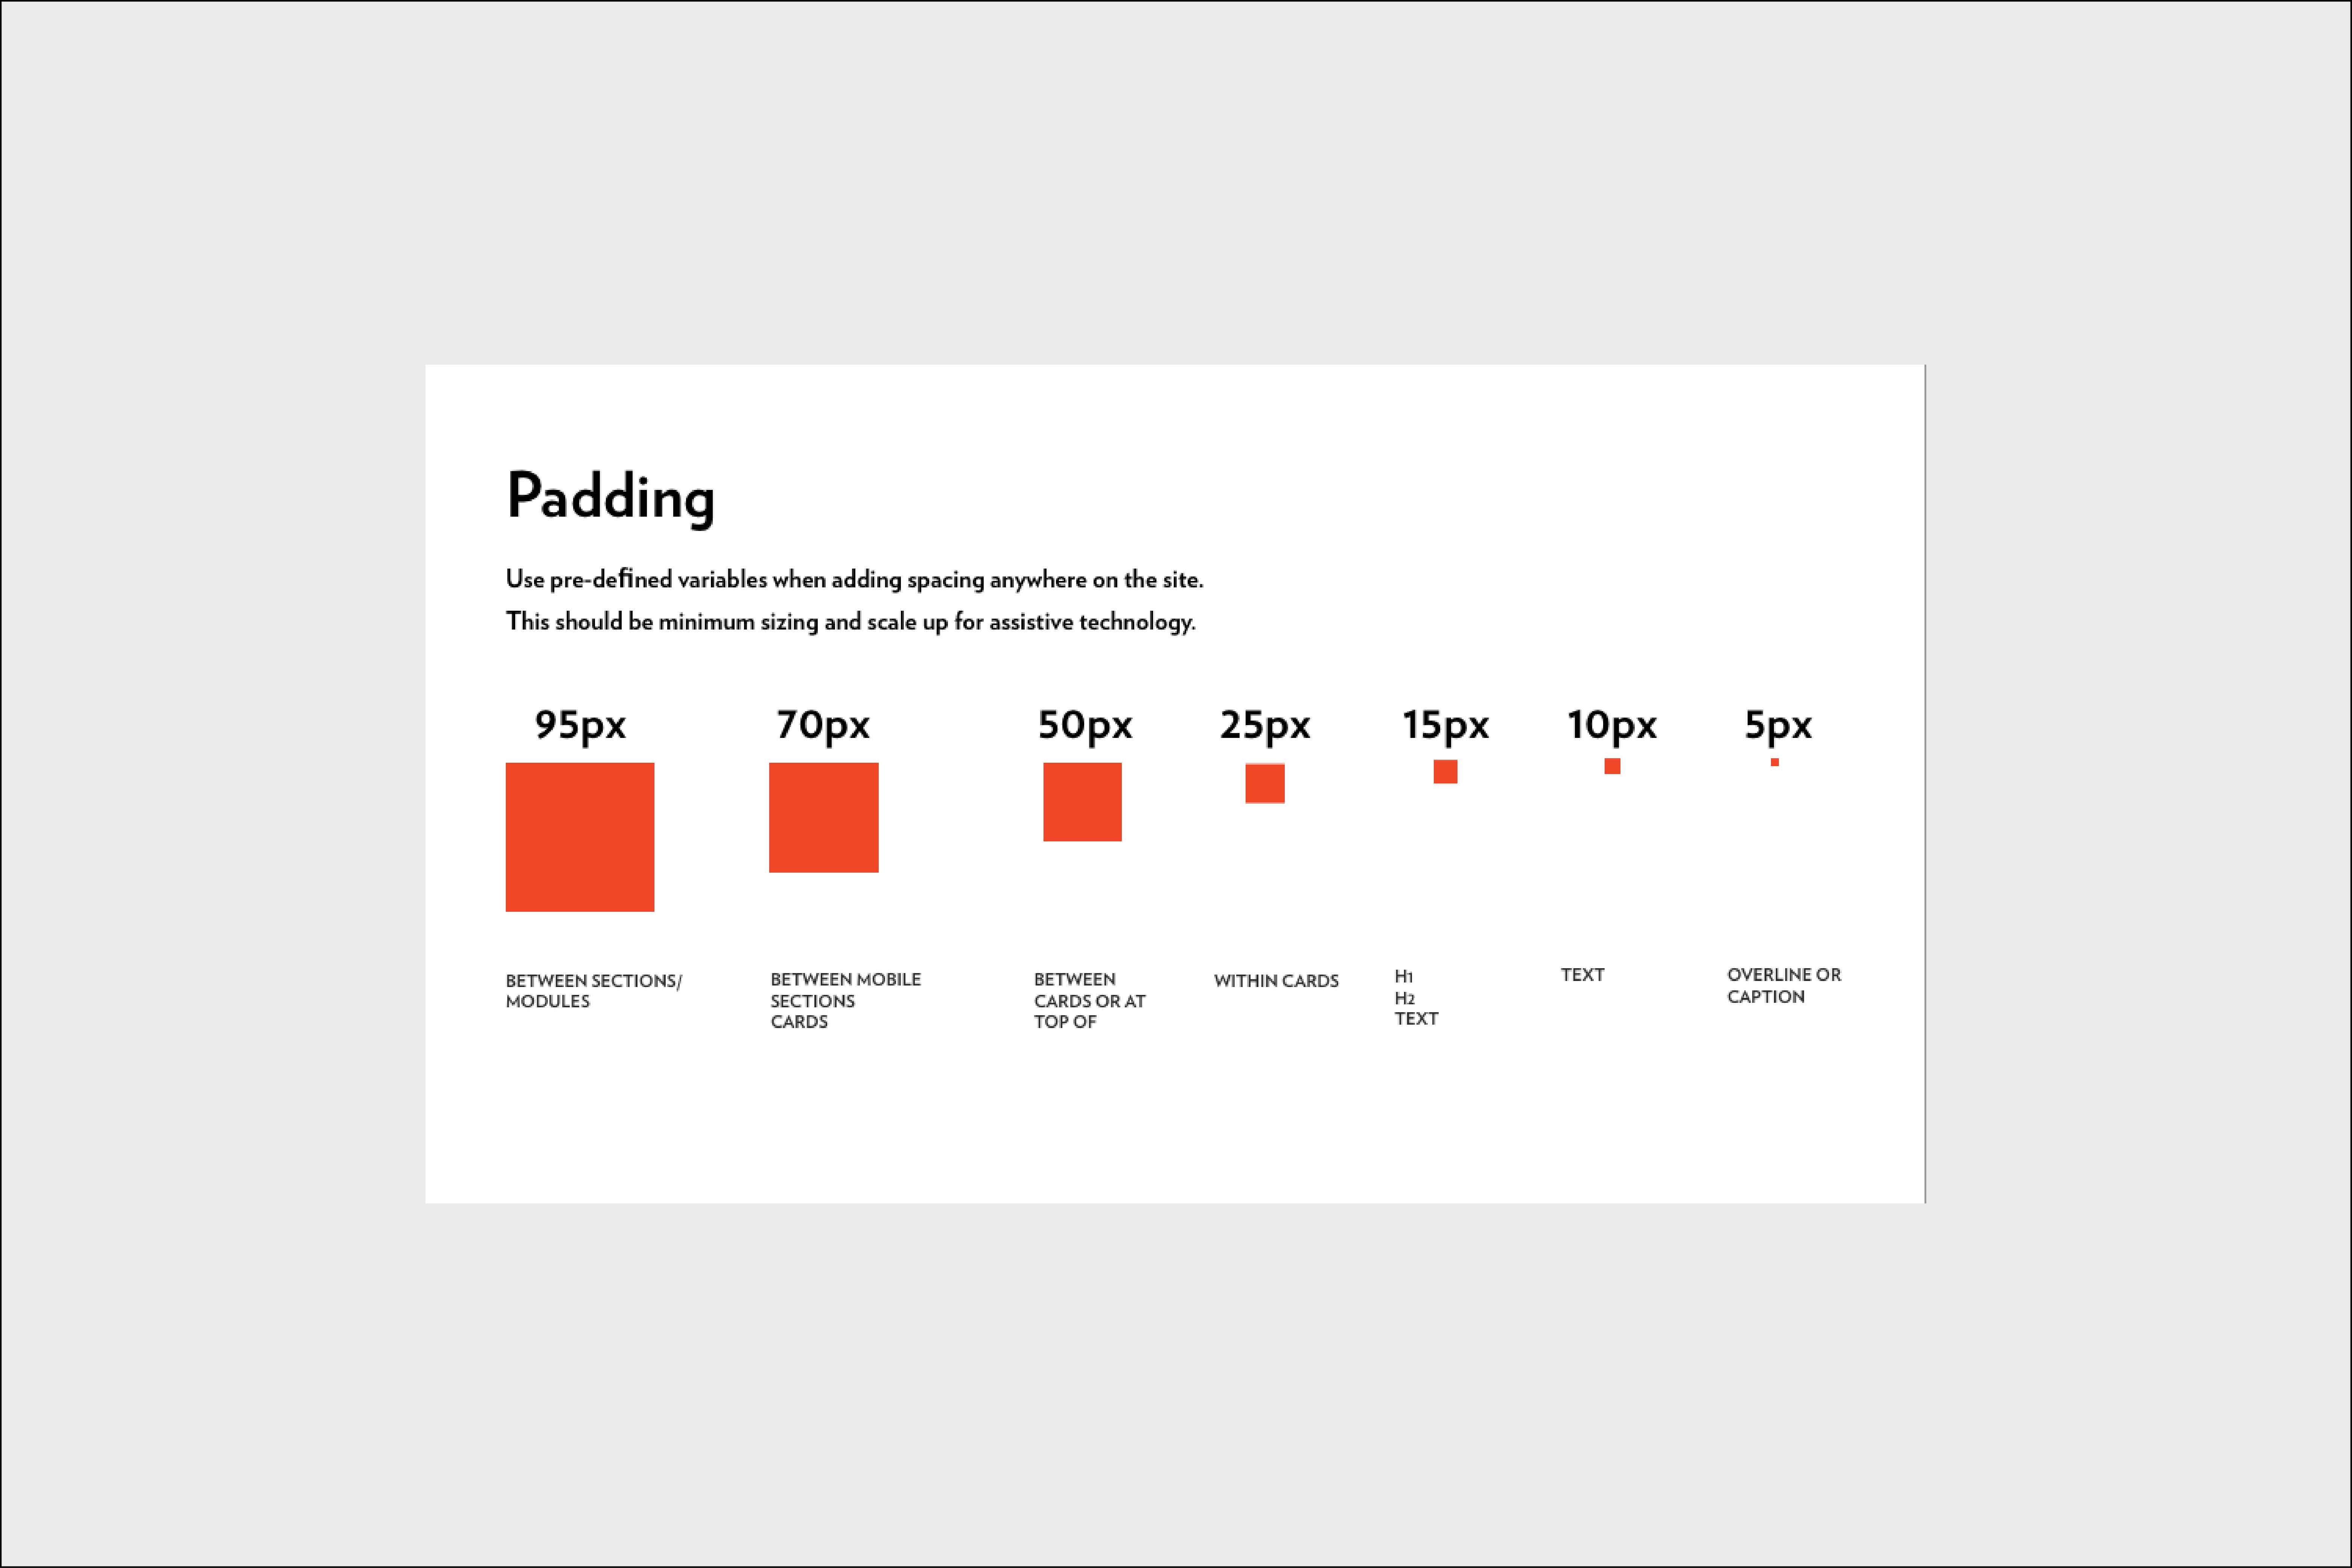 Padding
Use pre-defined variables when adding spacing anywhere on the site.
This should be minimum sizing and scale up for assistive technology.
95px
70px
50px
25px
15px
10px
5px
BETWEEN SECTIONS/
MODULES
BETWEEN MOBILE
SECTIONS
CARDS
BETWEEN
CARDS OR AT
TOP OF
WITHIN CARDS
H1
H2
TEXT
TEXT
OVERLINE OR
CAPTION